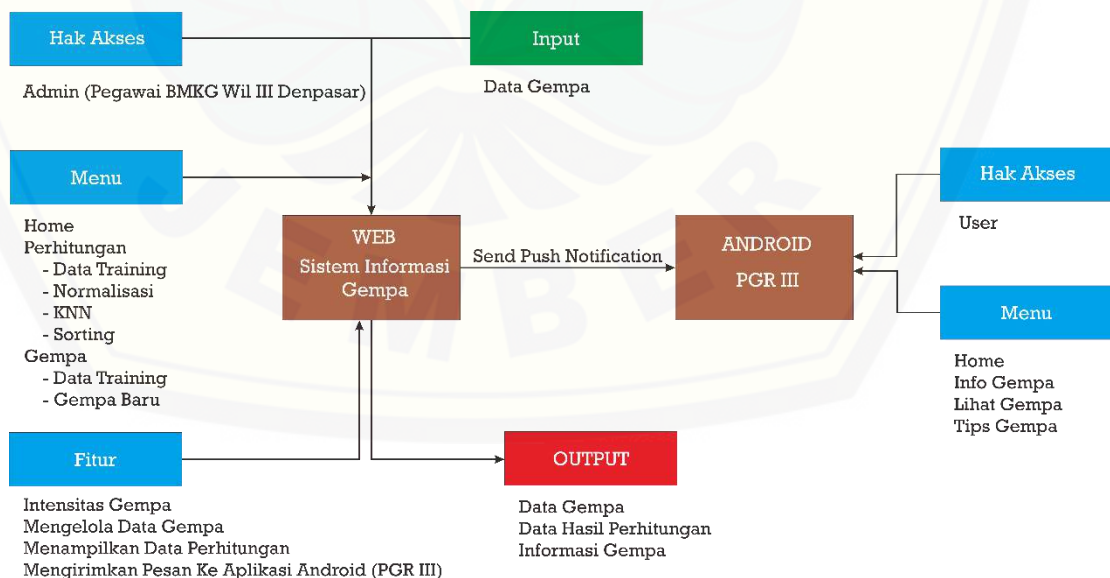 Hak Akses
Admin (Pegawai BMKG Wil III Denpasar)
Input
Data Gempa
Menu
Home
Perhitungan
- Data Training
- Normalisasi
- KNN
- Sorting
Gempa
- Data Training
- Gempa Baru
WEB
Sistem Informasi
Gempa
Send Push Notification
ANDROID
PGR III
Hak Akses
User
Menu
Home
Info Gempa
Lihat Gempa
Tips Gempa
Fitur
Intensitas Gempa
Mengelola Data Gempa
Menampilkan Data Perhitungan
Mengirimkan Pesan Ke Aplikasi Android (PGR III)
OUTPUT
Data Gempa
Data Hasil Perhitungan
Informasi Gempa
JEMBER